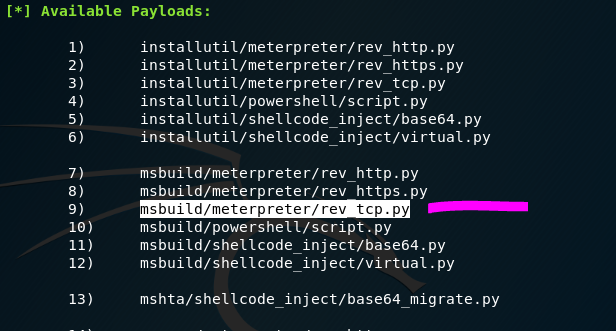 [*] Available Payloads:
1) installutil/meterpreter/rev_http.py
2) installutil/meterpreter/rev_https.py
3) installutil/meterpreter/rev_tcp.py
4) installutil/powershell/script.py
5) installutil/shellcode_inject/base64.py
6) installutil/shellcode_inject/virtual.py
7) msbuild/meterpreter/rev_http.py
8) msbuild/meterpreter/rev_https.py
9) msbuild/meterpreter/rev_tcp.py
10) msbuild/powershell/script.py
11) msbuild/shellcode_inject/base64.py
12) msbuild/shellcode_inject/virtual.py
13) mshta/shellcode_inject/base64_migrate.py